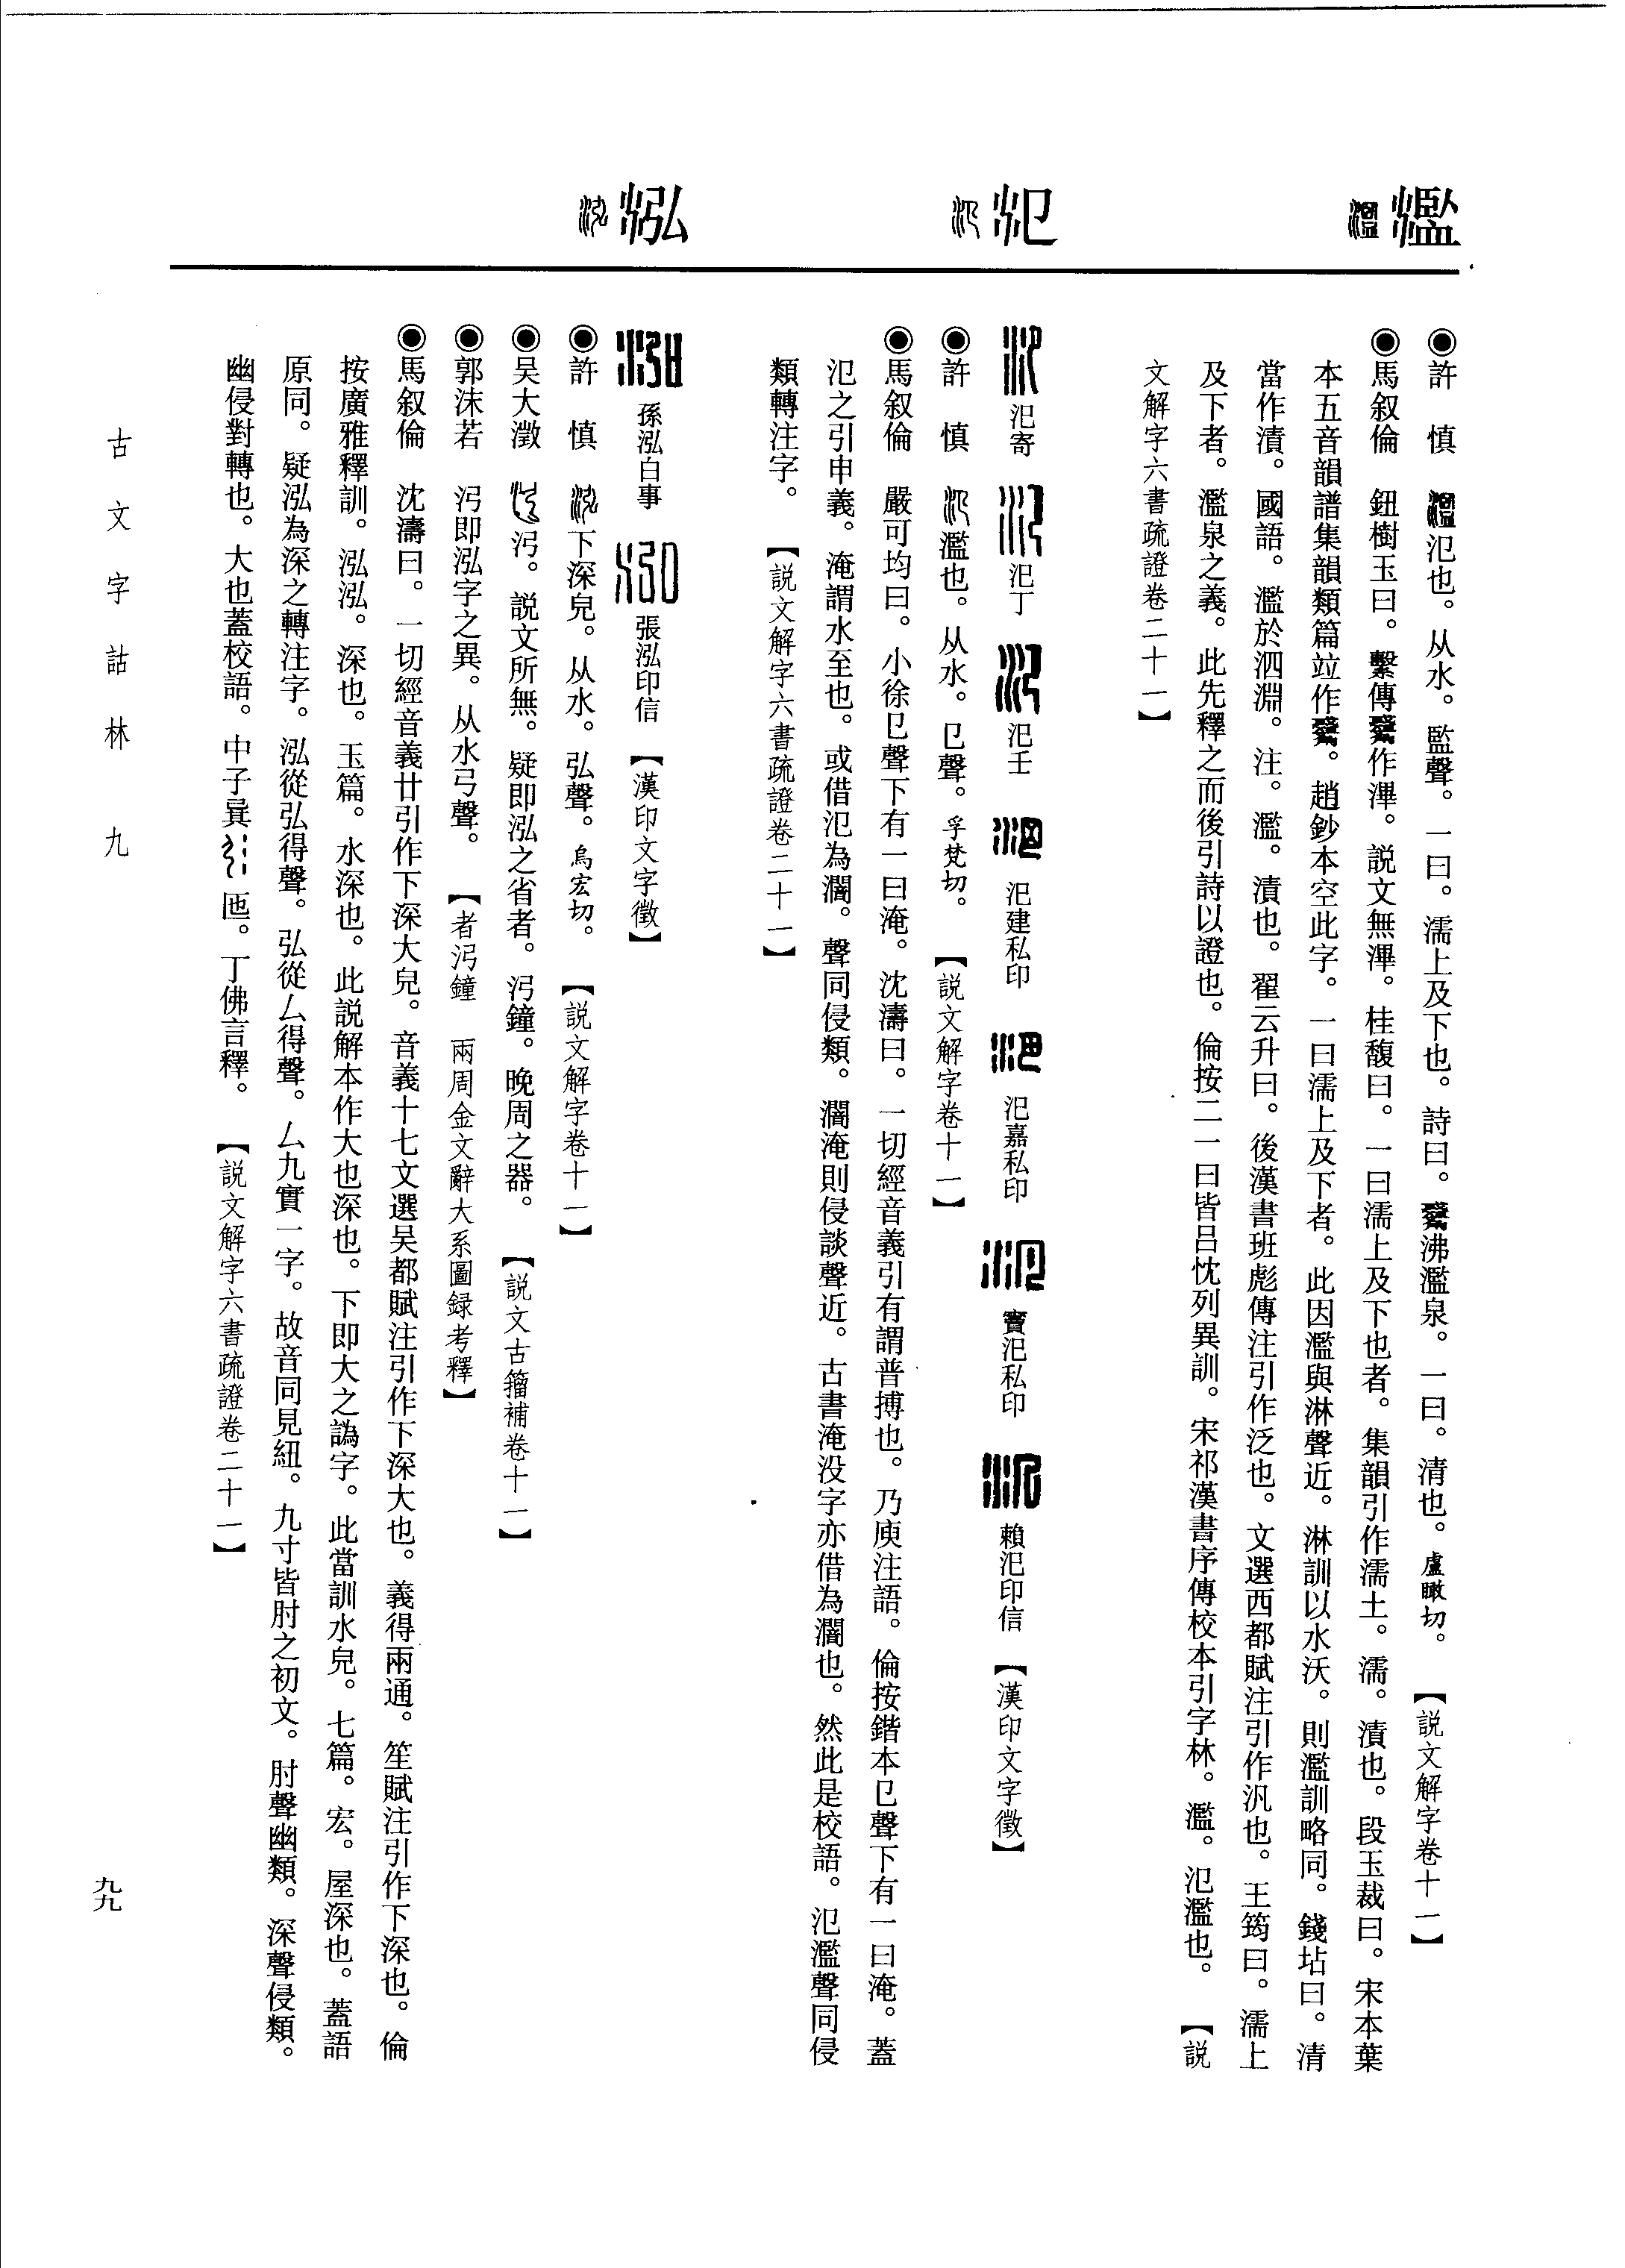 濫
◉許　慎　氾也。从水。監聲。一曰。濡上及下也。詩曰。沸濫泉。一曰。清也。盧瞰切。【説文解字卷十一】
◉馬叙倫　鈕樹玉曰。繫傳作滭。説文無滭。桂馥曰。一曰濡上及下也者。集韻引作濡土。濡。漬也。段玉裁曰。宋本葉
本五音韻譜集韻類篇竝作。趙鈔本空此字。一曰濡上及下者。此因濫與淋聲近。淋訓以水沃。則濫訓略同。錢坫曰。清
當作漬。國語。濫於泗淵。注。濫。漬也。翟云升曰。後漢書班彪傳注引作泛也。文選西都賦注引作汎也。王筠曰。濡上
及下者。濫泉之義。此先釋之而後引詩以證也。倫按二一曰皆呂忱列異訓。宋祁漢書序傳校本引字林。濫。氾濫也。【説
文解字六書疏證卷二十一】
氾
氾寄　氾丁　氾壬　氾建私印　氾嘉私印　寶氾私印　賴氾印信【漢印文字徵】
◉許　慎　濫也。从水。㔾聲。孚梵切。【説文解字卷十一】
◉馬叙倫　嚴可均曰。小徐㔾聲下有一曰淹。沈濤曰。一切經音義引有謂普摶也。乃庾注語。倫按鍇本㔾聲下有一曰淹。蓋
氾之引申義。淹謂水至也。或借氾為灁。聲同侵類。灁淹則侵談聲近。古書淹没字亦借為灁也。然此是校語。氾濫聲同侵
類轉注字。【説文解字六書疏證卷二十一】
泓
孫泓白事　張泓印信【漢印文字徵】
◉許　慎　下深皃。从水。弘聲。烏宏切。【説文解字卷十一】
◉吴大澂　汅。説文所無。疑即泓之省者。汅鐘。晚周之器。【説文古籀補卷十一】
◉郭沫若　汅即泓字之異。从水弓聲。【者汅鐘　兩周金文辭大系圖録考釋】
◉馬叙倫　沈濤曰。一切經音義廿引作下深大皃。音義十七文選吴都賦注引作下深大也。義得兩通。笙賦注引作下深也。倫
按廣雅釋訓。泓泓。深也。玉篇。水深也。此説解本作大也深也。下即大之譌字。此當訓水皃。七篇。宏。屋深也。蓋語
原同。疑泓為深之轉注字。泓從弘得聲。弘從厶得聲。厶九實一字。故音同見紐。九寸皆肘之初文。肘聲幽類。深聲侵類。
幽侵對轉也。大也蓋校語。中子㠱匜。丁佛言釋。【説文解字六書疏證卷二十一】
古文字詁林　九
九九